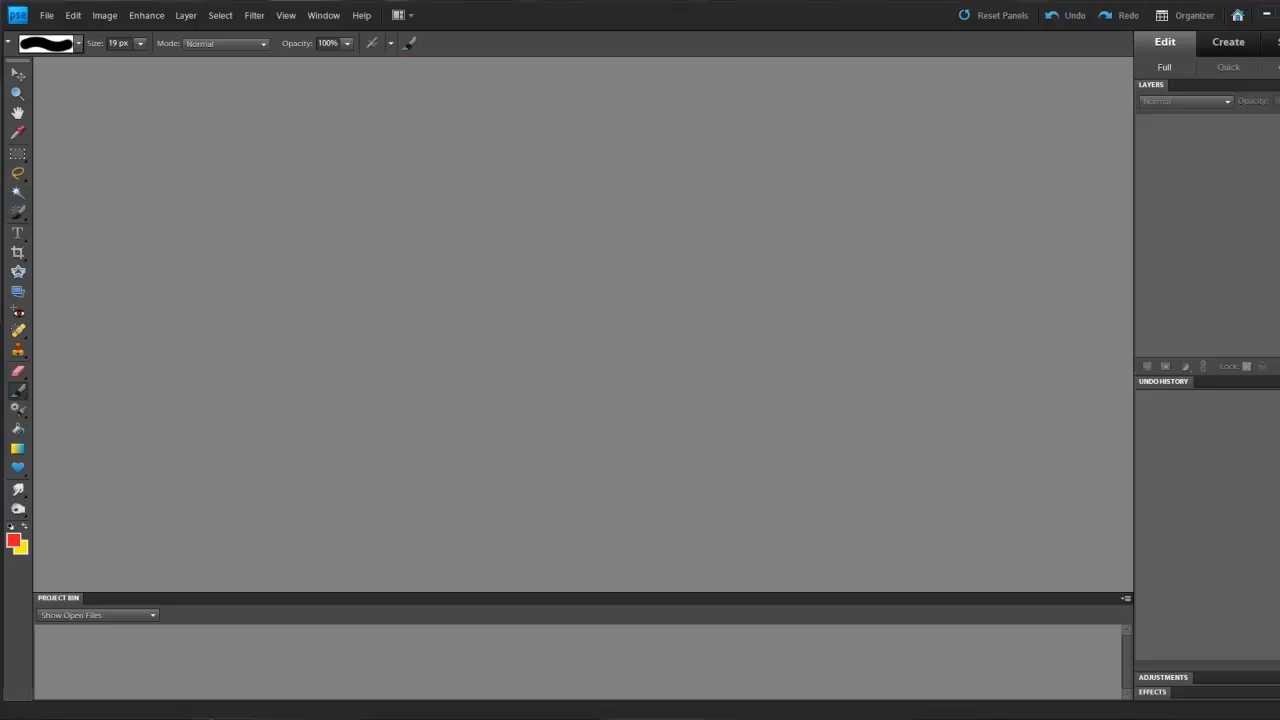 pse File Edit Image Enhance Layer Select Filter View Window Help Reset Panels Undo Redo Organizer
Size: 19 px Mode: Normal Opacity: 100% Edit Create
Full Quick
LAYERS
Normal Opacity:
T
Lock:
UNDO HISTORY
PROJECT BIN
Show Open Files
ADJUSTMENTS
EFFECTS